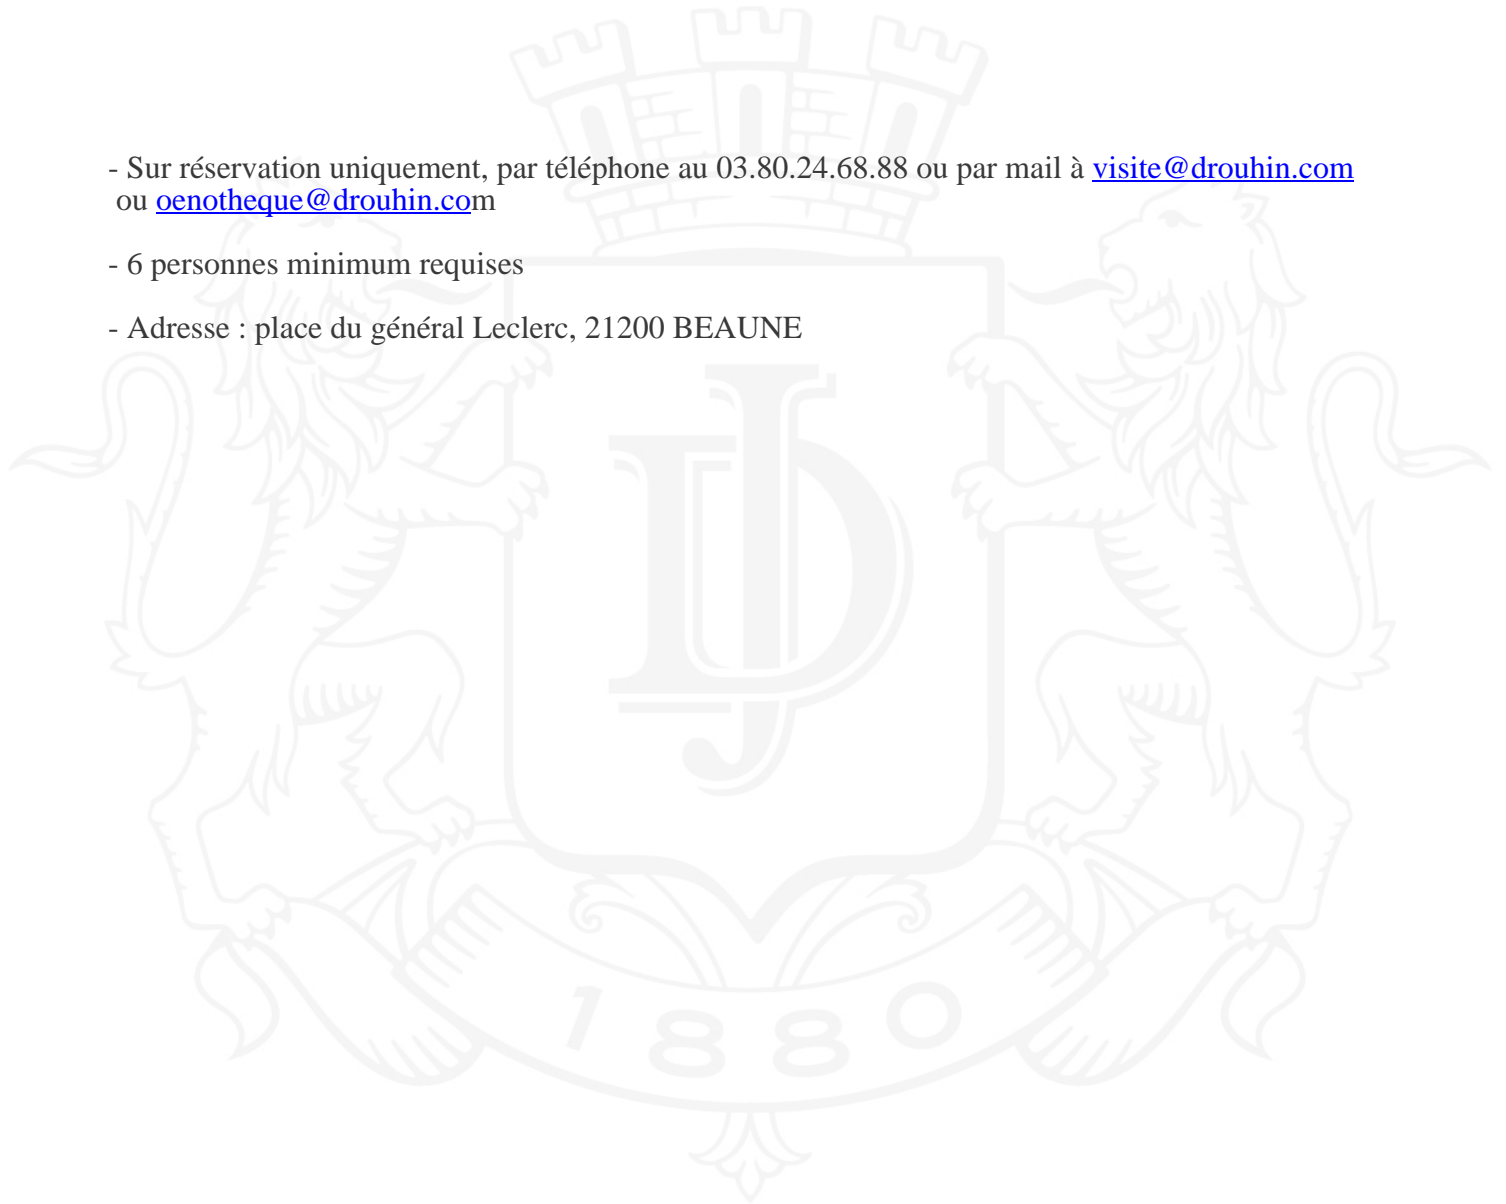 - Sur réservation uniquement, par téléphone au 03.80.24.68.88 ou par mail à visite@drouhin.com
ou oenotheque@drouhin.com
- 6 personnes minimum requises
- Adresse : place du général Leclerc, 21200 BEAUNE
JD
1880